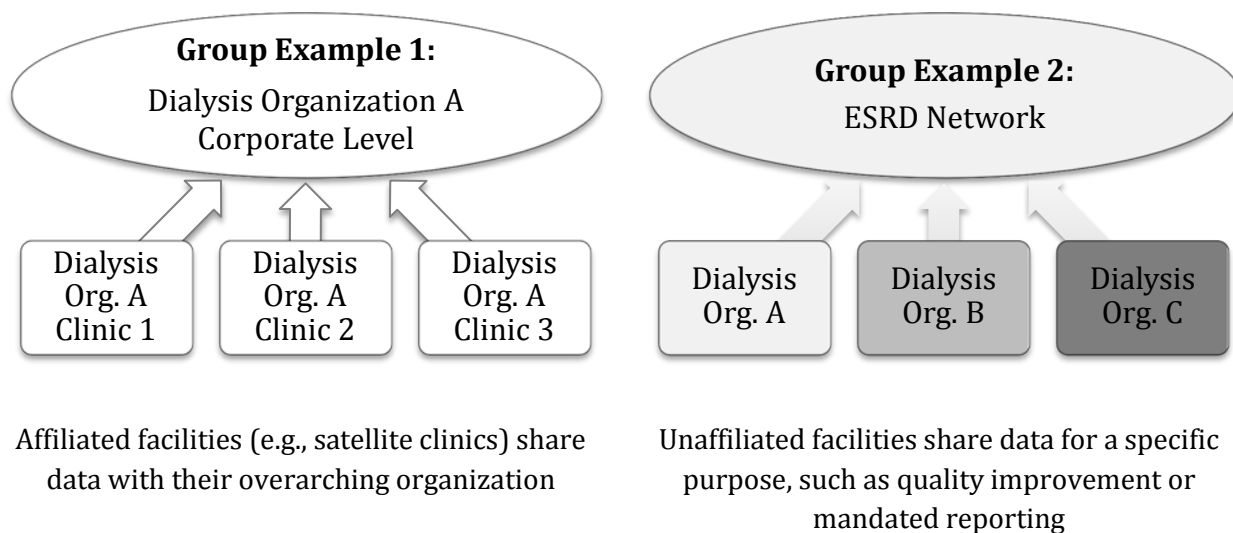 Group Example 1:
Dialysis Organization A
Corporate Level
Dialysis
Org. A
Clinic 1
Dialysis
Org. A
Clinic 2
Dialysis
Org. A
Clinic 3
Affiliated facilities (e.g., satellite clinics) share
data with their overarching organization
Group Example 2:
ESRD Network
Dialysis
Org. A
Dialysis
Org. B
Dialysis
Org. C
Unaffiliated facilities share data for a specific
purpose, such as quality improvement or
mandated reporting